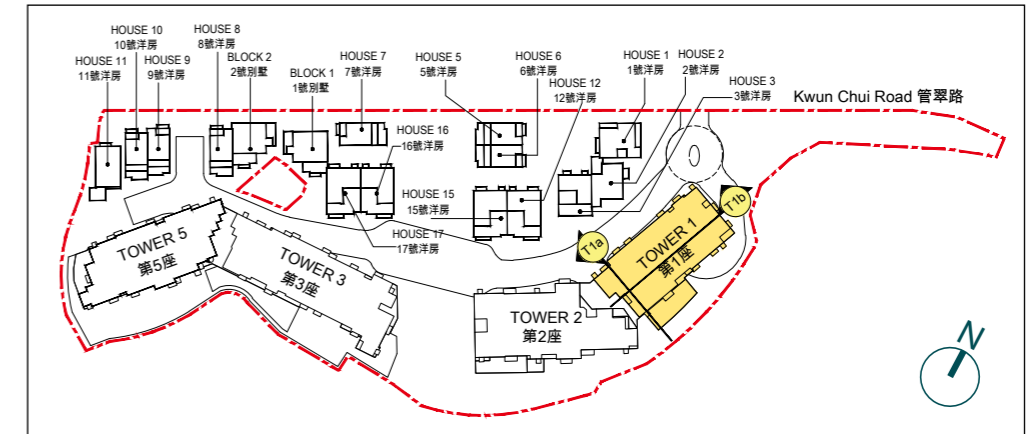 HOUSE 10
10號洋房
HOUSE 8
8號洋房
HOUSE 11
11號洋房
HOUSE 9
9號洋房
BLOCK 2
2號別墅
BLOCK 1
1號別墅
HOUSE 7
7號洋房
HOUSE 5
5號洋房
HOUSE 6
6號洋房
HOUSE 12
12號洋房
HOUSE 1
1號洋房
HOUSE 2
2號洋房
HOUSE 3
3號洋房
Kwun Chui Road 管翠路
HOUSE 16
16號洋房
HOUSE 15
15號洋房
HOUSE 17
17號洋房
TOWER 5
第5座
TOWER 3
第3座
TOWER 2
第2座
TOWER 1
第1座
T1a
T1b
N